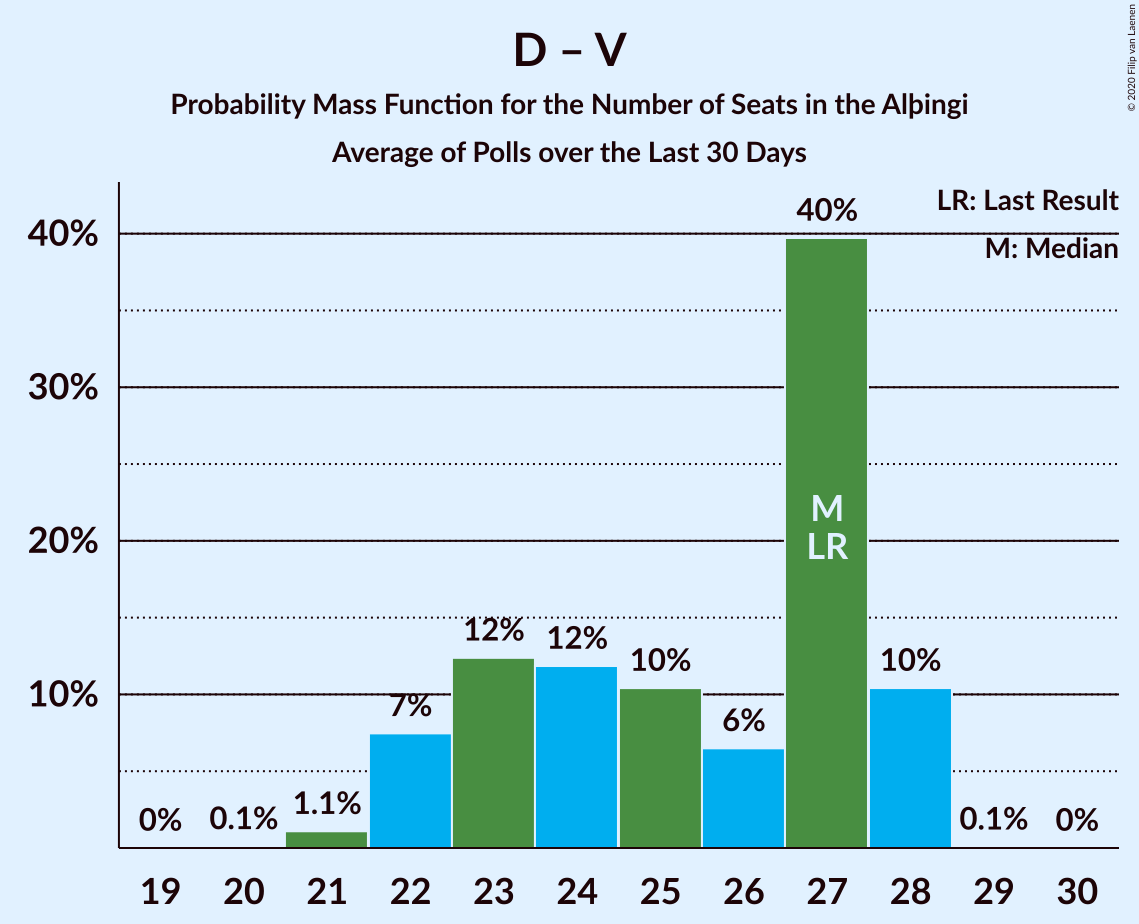 D – V
Probability Mass Function for the Number of Seats in the Alþingi
Average of Polls over the Last 30 Days
© 2020 Filip van Laenen
LR: Last Result
M: Median
40%
30%
20%
10%
0%
0.1%
1.1%
7%
12%
12%
10%
6%
40%
M
LR
10%
0.1%
0%
19 20 21 22 23 24 25 26 27 28 29 30